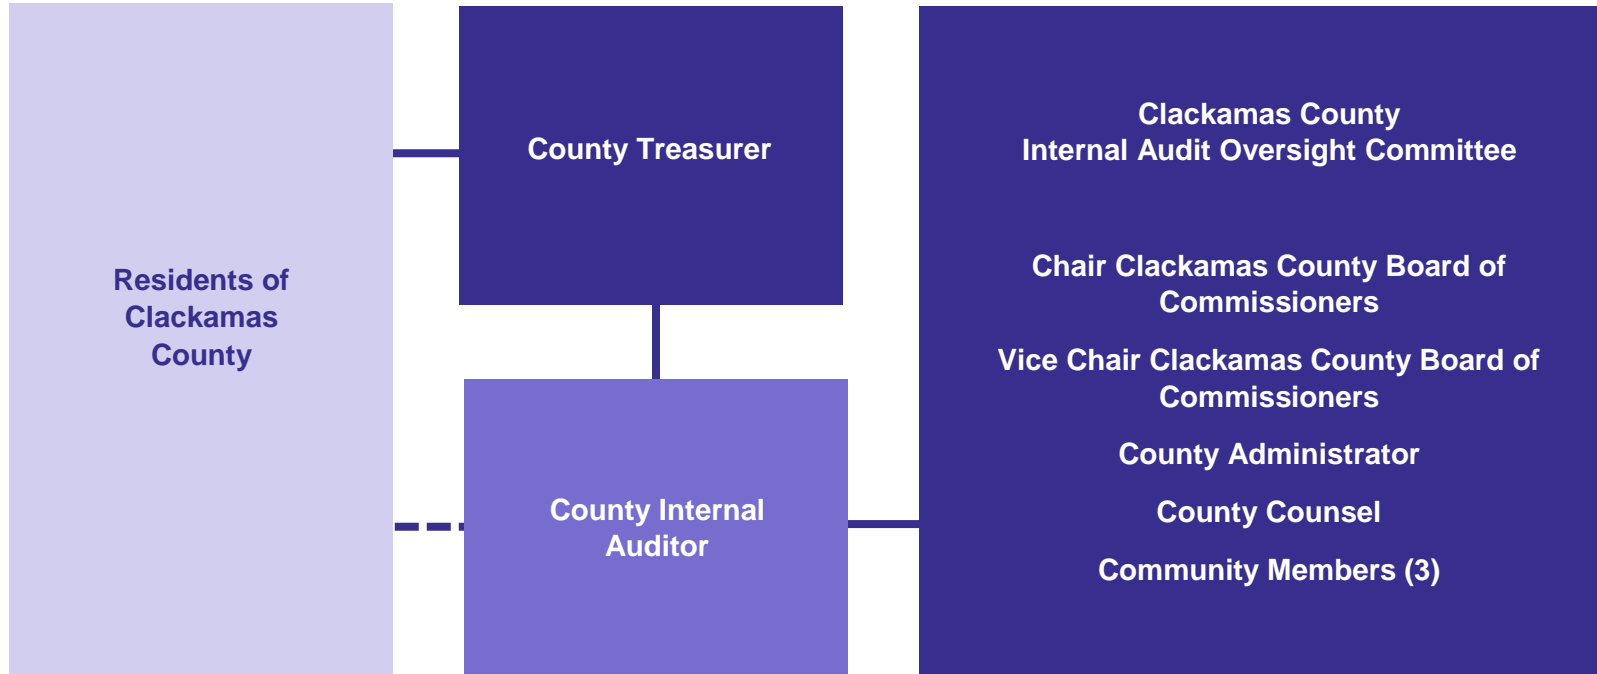 Residents of
Clackamas
County
County Treasurer
County Internal
Auditor
Clackamas County
Internal Audit Oversight Committee
Chair Clackamas County Board of
Commissioners
Vice Chair Clackamas County Board of
Commissioners
County Administrator
County Counsel
Community Members (3)